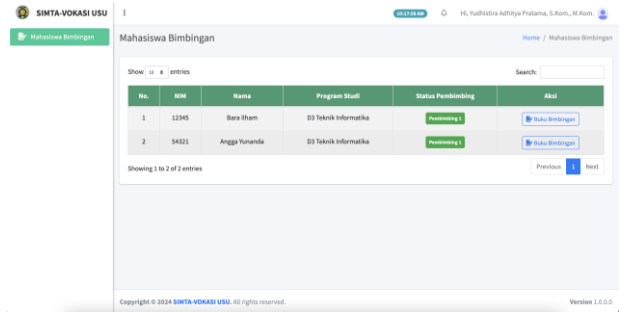 SIMTA-VOKASI USU
10:17:56 AM
Hi, Yudhistira Adhitya Pratama, S.Kom., M.Kom.
Mahasiswa Bimbingan
Mahasiswa Bimbingan
Home / Mahasiswa Bimbingan
Show 10 entries
Search:
No. NIM Nama Program Studi Status Pembimbing Aksi
1 12345 Bara Ilham D3 Teknik Informatika Pembimbing 1 Buku Bimbingan
2 54321 Angga Yunanda D3 Teknik Informatika Pembimbing 1 Buku Bimbingan
Showing 1 to 2 of 2 entries
Previous 1 Next
Copyright © 2024 SIMTA-VOKASI USU. All rights reserved.
Version 1.0.0.0